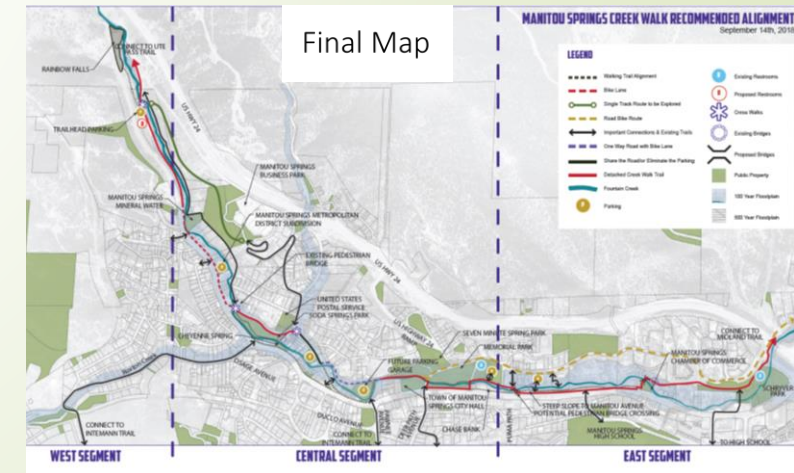 Final Map
MANITOU SPRINGS CREEK WALK RECOMMENDED ALIGNMENT
September 14th, 2018
LEGEND
Walking Trail Alignment
Bike Lane
Single Track Route to be Explored
Road Bike Route
Important Connections & Existing Trails
One Way Road with Bike Lane
Share the Road/or Eliminate the Parking
Detached Creek Walk Trail
Fountain Creek
Parking
Existing Restrooms
Proposed Restrooms
Cross Walks
Existing Bridges
Proposed Bridges
Public Property
100 Year Floodplain
500 Year Floodplain
CONNECT TO UTE
PASS TRAIL
RAINBOW FALLS
US HWY 24
TRAILHEAD PARKING
MANITOU SPRINGS
BUSINESS PARK
MANITOU SPRINGS
MINERAL WATER
MANITOU SPRINGS METROPOLITAN
DISTRICT SUBDIVISION
EXISTING PEDESTRIAN
BRIDGE
US HWY 24
UNITED STATES
POSTAL SERVICE
SODA SPRINGS PARK
CHEYENNE SPRING
OSAGE AVENUE
US HIGHWAY 24
SEVEN MINUTE SPRING PARK
MEMORIAL PARK
FUTURE PARKING
GARAGE
CONNECT TO
MIDLAND TRAIL
MANITOU SPRINGS
CHAMBER OF COMMERCE
TOWN OF MANITOU
SPRINGS CITY HALL
STEEP SLOPE TO MANITOU AVENUE
POTENTIAL PEDESTRIAN BRIDGE CROSSING
PARK
CONNECT TO
INTEMANN TRAIL
CONNECT TO
INTEMANN TRAIL
CHASE BANK
MANITOU SPRINGS
HIGH SCHOOL
TO HIGH SCHOOL
WEST SEGMENT
CENTRAL SEGMENT
EAST SEGMENT